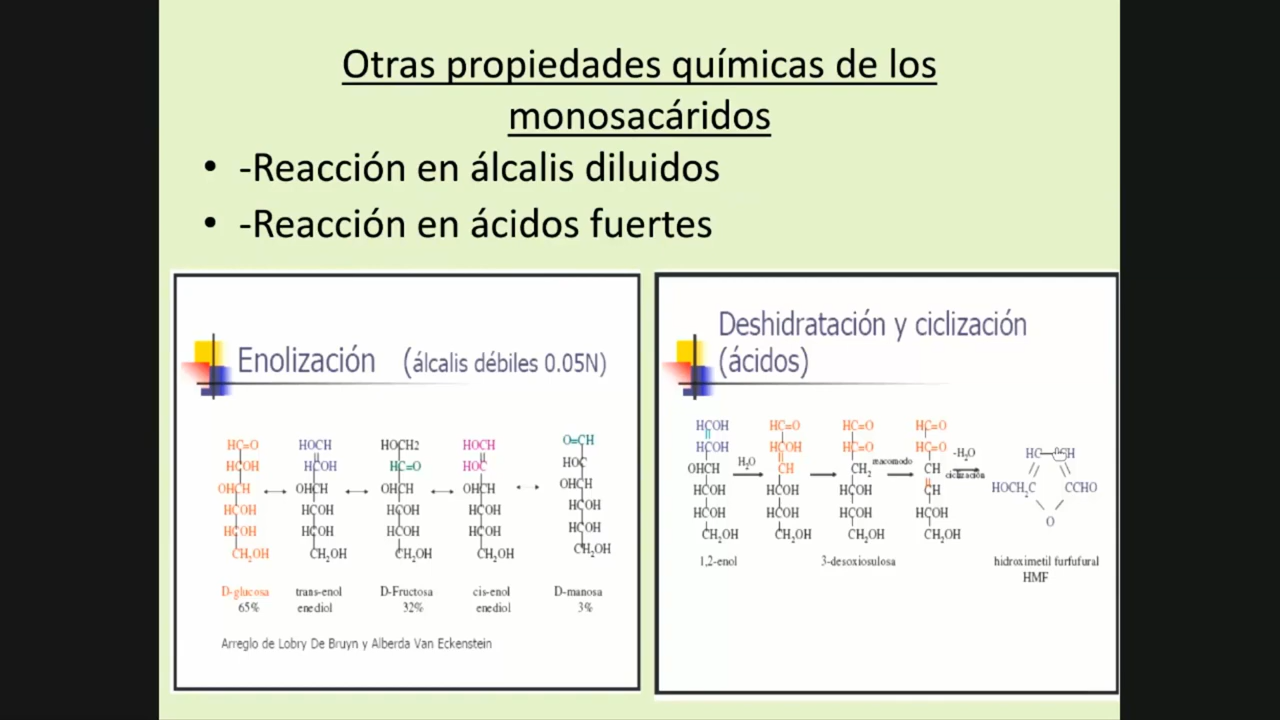 Otras propiedades químicas de los
monosacáridos
• -Reacción en álcalis diluidos
• -Reacción en ácidos fuertes
Enolización (álcalis débiles 0.05N)
HC=O HOCH HOCH2 HOCH O=CH
HCOH HCOH HC=O HOC HOC
OHCH OHCH OHCH OHCH OHCH
HCOH HCOH HCOH HCOH HCOH
HCOH HCOH HCOH HCOH HCOH
CH₂OH CH₂OH CH₂OH CH₂OH CH₂OH
D-glucosa trans-enol D-Fructosa cis-enol D-manosa
65% enediol 32% enediol 3%
Arreglo de Lobry De Bruyn y Alberda Van Eckenstein
Deshidratación y ciclización
(ácidos)
HCOH HC=O HC=O HC=O
HCOH HCOH HC=O HC=O -H₂O HC
OHCH H₂O CH CH₂ CH ciclización
HCOH HCOH HCOH CH HOCH₂C CCHO
HCOH HCOH HCOH HCOH O
CH₂OH CH₂OH CH₂OH CH₂OH
1,2-enol 3-desoxiosulosa hidroximetil furfufural
HMF